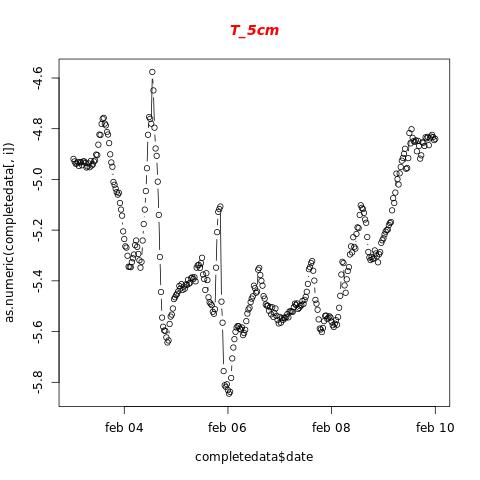 T_5cm
as.numeric(completedata[, i])
-4.6
-4.8
-5.0
-5.2
-5.4
-5.6
-5.8
feb 04
feb 06
feb 08
feb 10
completedata$date